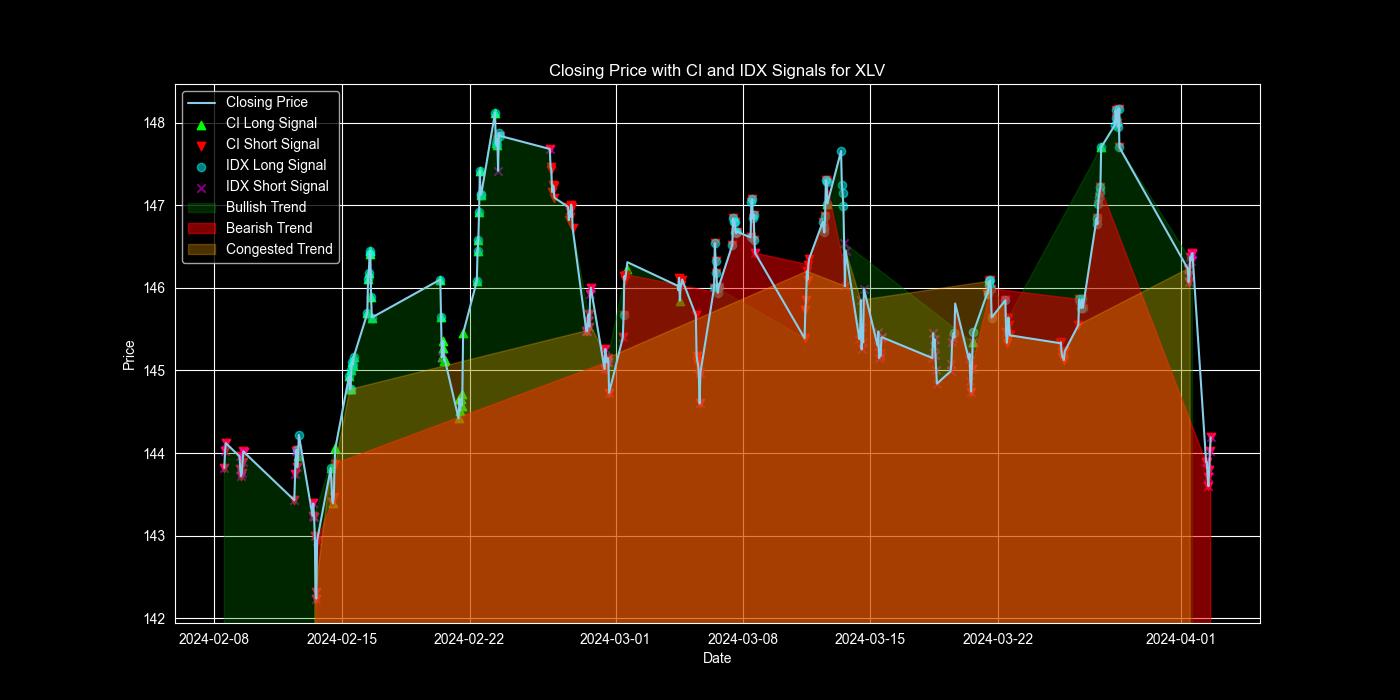 Closing Price with CI and IDX Signals for XLV
Closing Price
CI Long Signal
CI Short Signal
IDX Long Signal
IDX Short Signal
Bullish Trend
Bearish Trend
Congested Trend
148
147
146
145
144
143
142
Price
2024-02-08 2024-02-15 2024-02-22 2024-03-01 2024-03-08 2024-03-15 2024-03-22 2024-04-01
Date